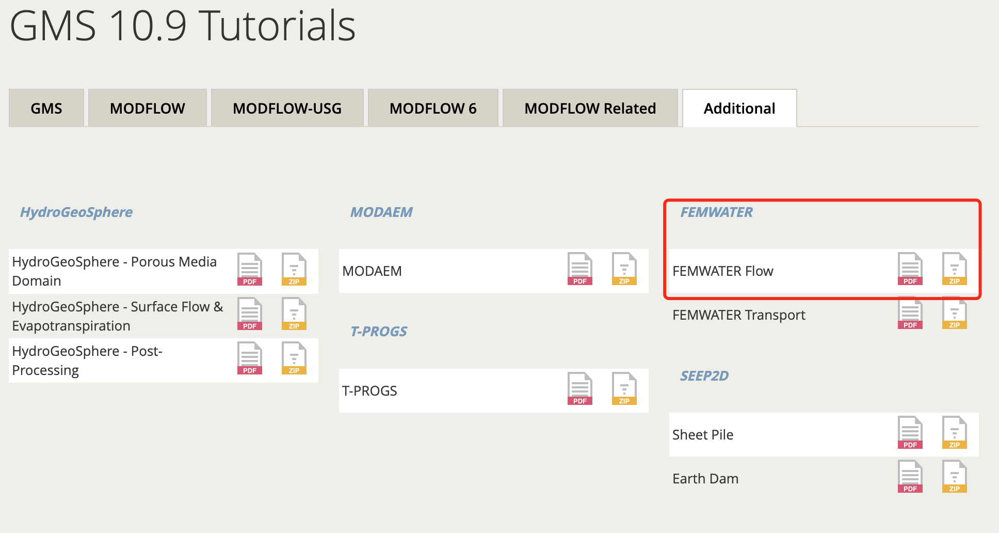 GMS 10.9 Tutorials
GMS
MODFLOW
MODFLOW-USG
MODFLOW 6
MODFLOW Related
Additional
HydroGeoSphere
HydroGeoSphere - Porous Media
Domain
PDF
ZIP
HydroGeoSphere - Surface Flow &
Evapotranspiration
PDF
ZIP
HydroGeoSphere - Post-
Processing
PDF
ZIP
MODAEM
MODAEM
PDF
ZIP
T-PROGS
T-PROGS
PDF
ZIP
FEMWATER
FEMWATER Flow
PDF
ZIP
FEMWATER Transport
PDF
ZIP
SEEP2D
Sheet Pile
PDF
ZIP
Earth Dam
PDF
ZIP